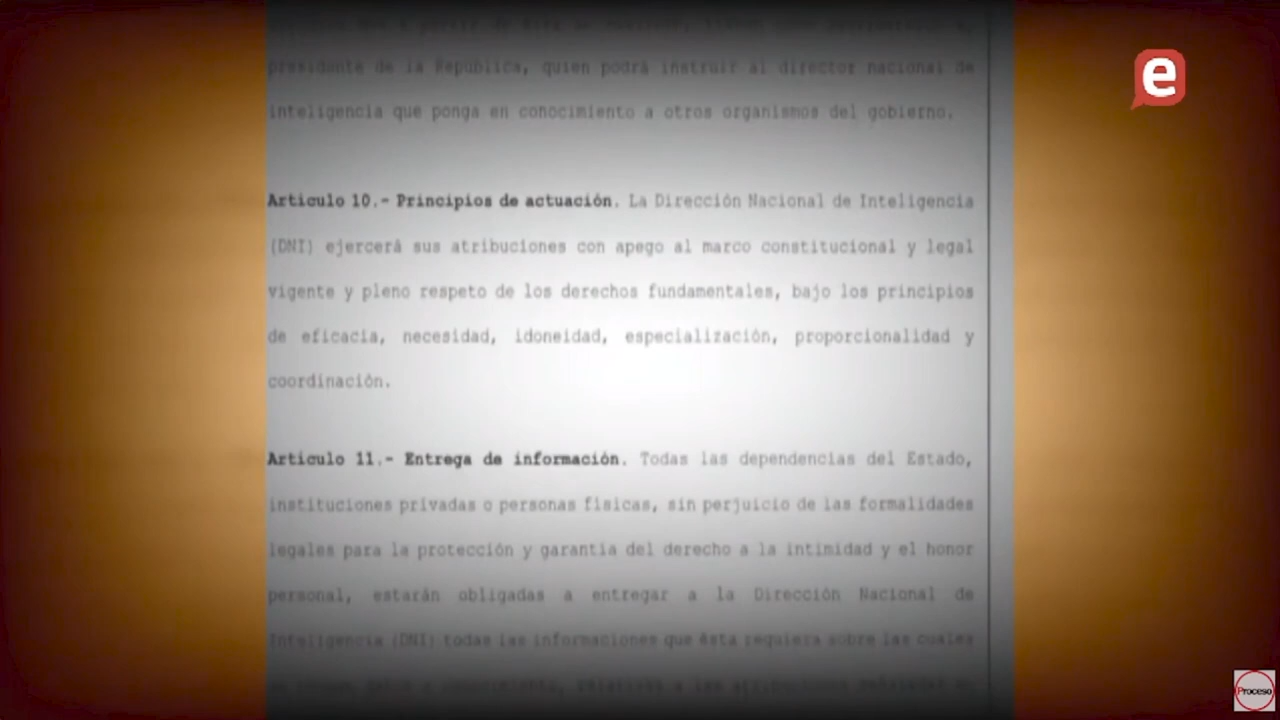 presidente de la República, quien podrá instruir al director nacional de
inteligencia que ponga en conocimiento a otros organismos del gobierno.
Artículo 10.- Principios de actuación. La Dirección Nacional de Inteligencia
(DNI) ejercerá sus atribuciones con apego al marco constitucional y legal
vigente y pleno respeto de los derechos fundamentales, bajo los principios
de eficacia, necesidad, idoneidad, especialización, proporcionalidad y
coordinación.
Artículo 11.- Entrega de información. Todas las dependencias del Estado,
instituciones privadas o personas físicas, sin perjuicio de las formalidades
legales para la protección y garantía del derecho a la intimidad y el honor
personal, estarán obligadas a entregar a la Dirección Nacional de
Inteligencia (DNI) todas las informaciones que ésta requiera sobre las cuales
e
Proceso